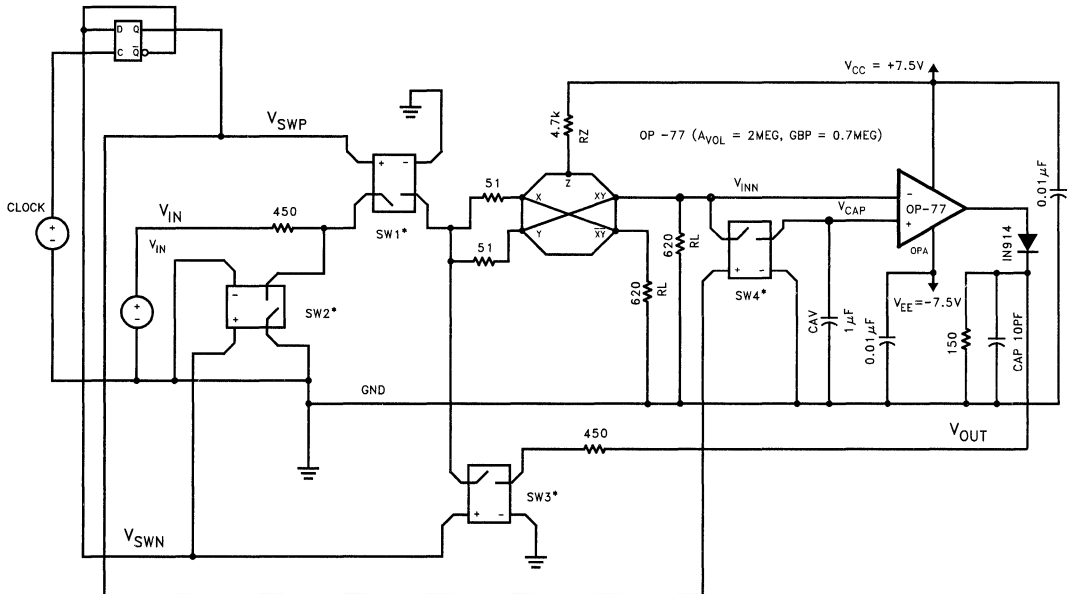 D Q
C Q̅
V_CC = +7.5V
4.7k
RZ
OP -77 (A_VOL = 2MEG, GBP = 0.7MEG)
V_SWP
+ −
SW1*
CLOCK
+
−
V_IN
V_IN
450
51
51
Z
X XY
Y X̅Y̅
V_INN
V_CAP
−
+
OP-77
OPA
0.01µF
IN914
620
RL
620
RL
+ −
SW4*
CAV
1µF
0.01µF
V_EE=−7.5V
150
CAP 10PF
+
−
−
+
SW2*
GND
450
V_OUT
+ −
SW3*
V_SWN